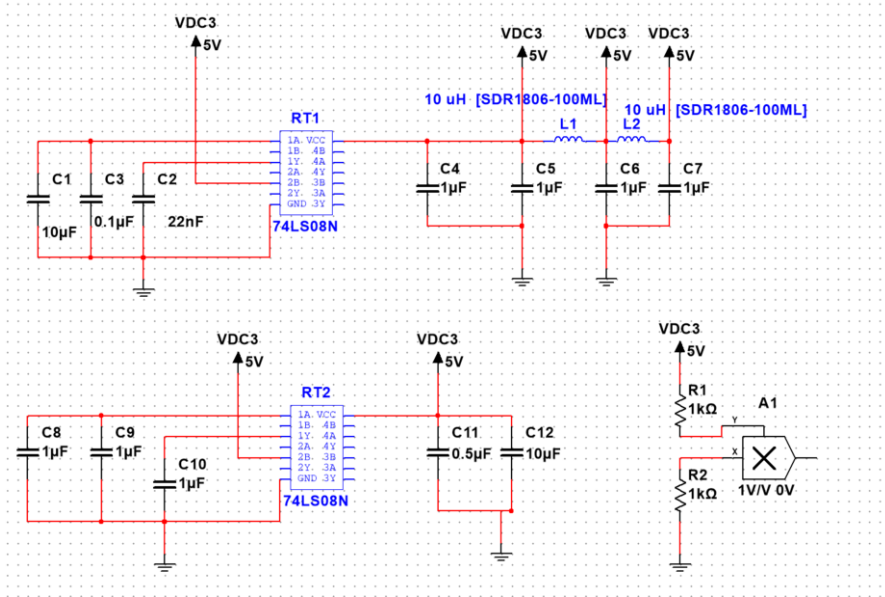 VDC3
5V
VDC3
5V
VDC3
5V
VDC3
5V
10 uH [SDR1806-100ML]
10 uH [SDR1806-100ML]
L1
L2
RT1
1A VCC
1B 4B
1Y 4A
2A 4Y
2B 3B
2Y 3A
GND 3Y
74LS08N
C1
10µF
C3
0.1µF
C2
22nF
C4
1µF
C5
1µF
C6
1µF
C7
1µF
VDC3
5V
VDC3
5V
VDC3
5V
RT2
1A VCC
1B 4B
1Y 4A
2A 4Y
2B 3B
2Y 3A
GND 3Y
74LS08N
C8
1µF
C9
1µF
C10
1µF
C11
0.5µF
C12
10µF
R1
1kΩ
R2
1kΩ
A1
Y
X
1V/V 0V